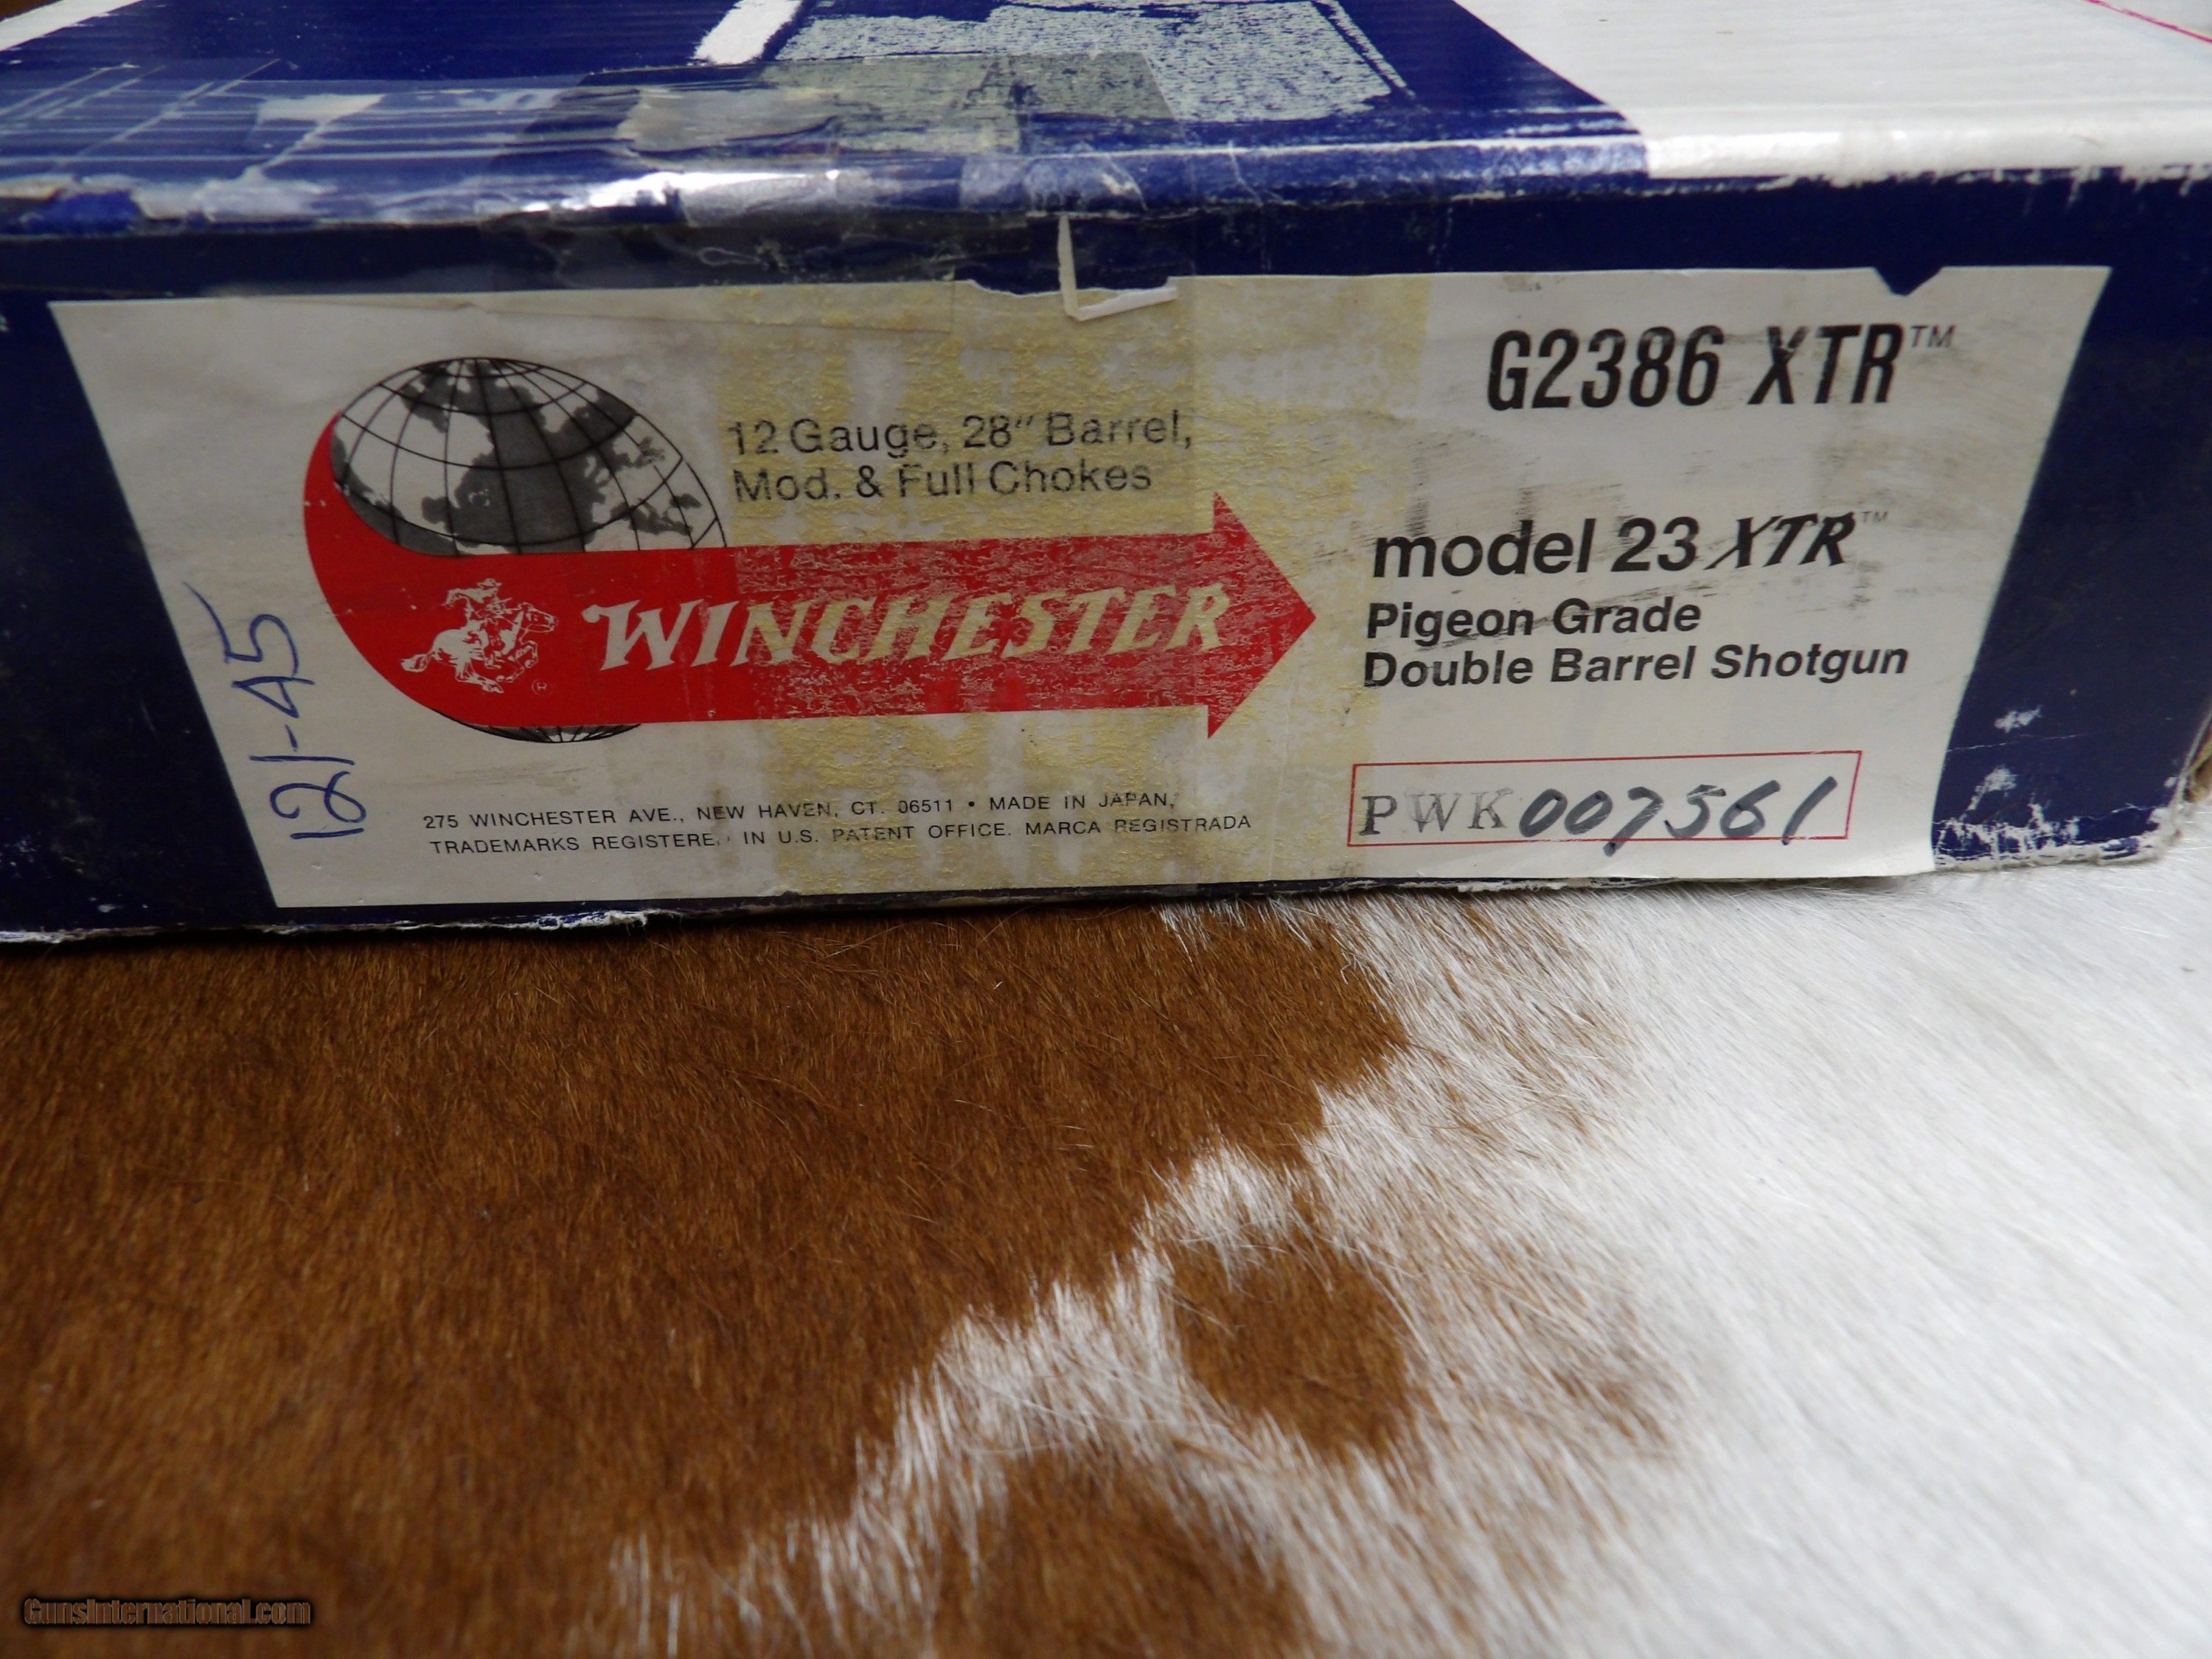 12 Gauge, 28" Barrel,
Mod. & Full Chokes
WINCHESTER
®
275 WINCHESTER AVE., NEW HAVEN, CT. 06511 • MADE IN JAPAN,
TRADEMARKS REGISTERE, IN U.S. PATENT OFFICE. MARCA REGISTRADA
G2386 XTR™
model 23 XTR™
Pigeon Grade
Double Barrel Shotgun
PWK007561
121-45
GunsInternational.com